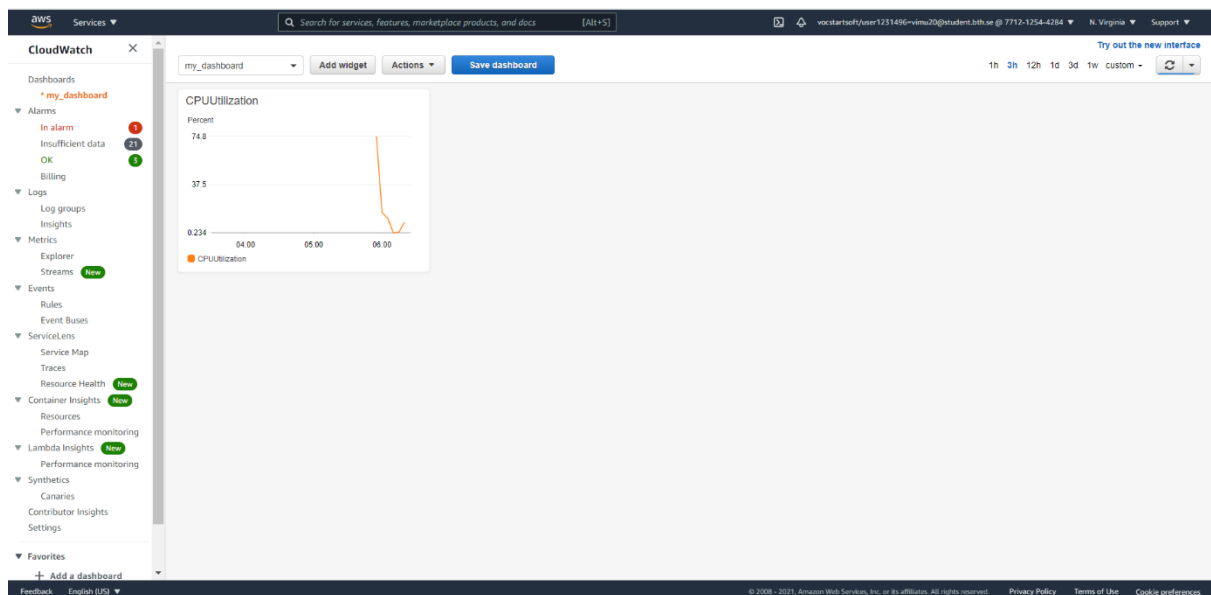 aws Services ▼ Search for services, features, marketplace products, and docs [Alt+S] vocstartsoft/user1231496=vimu20@student.bth.se @ 7712-1254-4284 ▼ N. Virginia ▼ Support ▼
CloudWatch
Dashboards
* my_dashboard
Alarms
In alarm 1
Insufficient data 21
OK 3
Billing
Logs
Log groups
Insights
Metrics
Explorer
Streams New
Events
Rules
Event Buses
ServiceLens
Service Map
Traces
Resource Health New
Container Insights New
Resources
Performance monitoring
Lambda Insights New
Performance monitoring
Synthetics
Canaries
Contributor Insights
Settings
Favorites
+ Add a dashboard
Try out the new interface
my_dashboard Add widget Actions Save dashboard 1h 3h 12h 1d 3d 1w custom
CPUUtilization
Percent
74.8
37.5
0.234
04:00 05:00 06:00
CPUUtilization
Feedback English (US) ▼ © 2008 - 2021, Amazon Web Services, Inc. or its affiliates. All rights reserved. Privacy Policy Terms of Use Cookie preferences